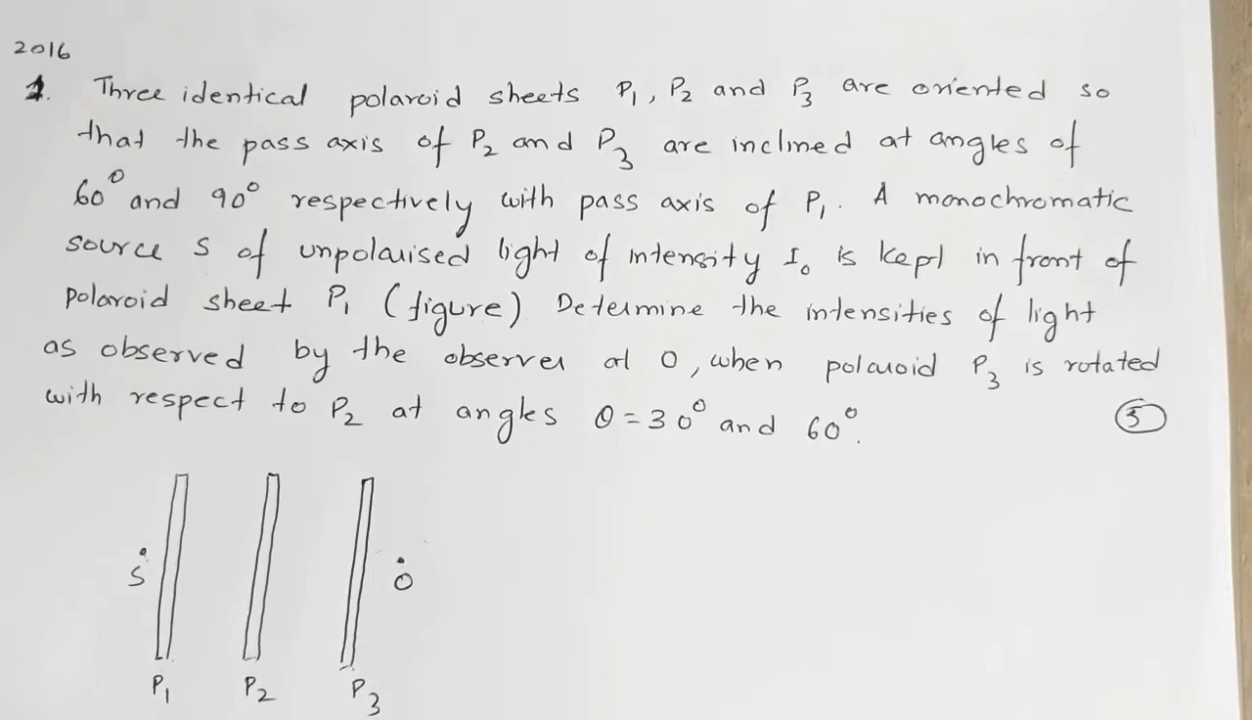 2016
1. Three identical polaroid sheets P₁, P₂ and P₃ are oriented so
that the pass axis of P₂ and P₃ are inclined at angles of
60° and 90° respectively with pass axis of P₁. A monochromatic
source S of unpolarised light of intensity I₀ is kept in front of
polaroid sheet P₁ (figure) Determine the intensities of light
as observed by the observer at O, when polaroid P₃ is rotated
with respect to P₂ at angles θ = 30° and 60°.
5
S
O
P₁ P₂ P₃